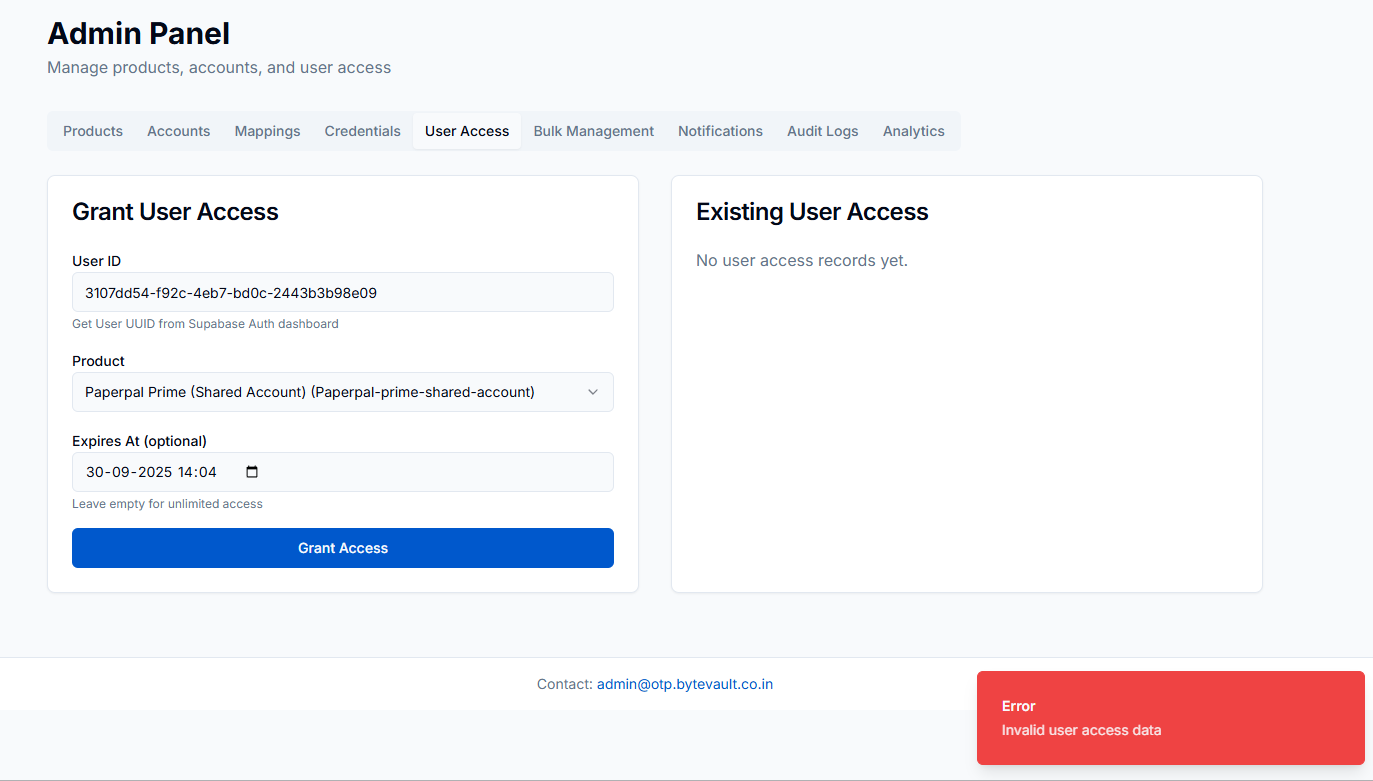 Admin Panel
Manage products, accounts, and user access
Products Accounts Mappings Credentials User Access Bulk Management Notifications Audit Logs Analytics
Grant User Access
User ID
3107dd54-f92c-4eb7-bd0c-2443b3b98e09
Get User UUID from Supabase Auth dashboard
Product
Paperpal Prime (Shared Account) (Paperpal-prime-shared-account)
Expires At (optional)
30-09-2025 14:04
Leave empty for unlimited access
Grant Access
Existing User Access
No user access records yet.
Contact: admin@otp.bytevault.co.in
Error
Invalid user access data